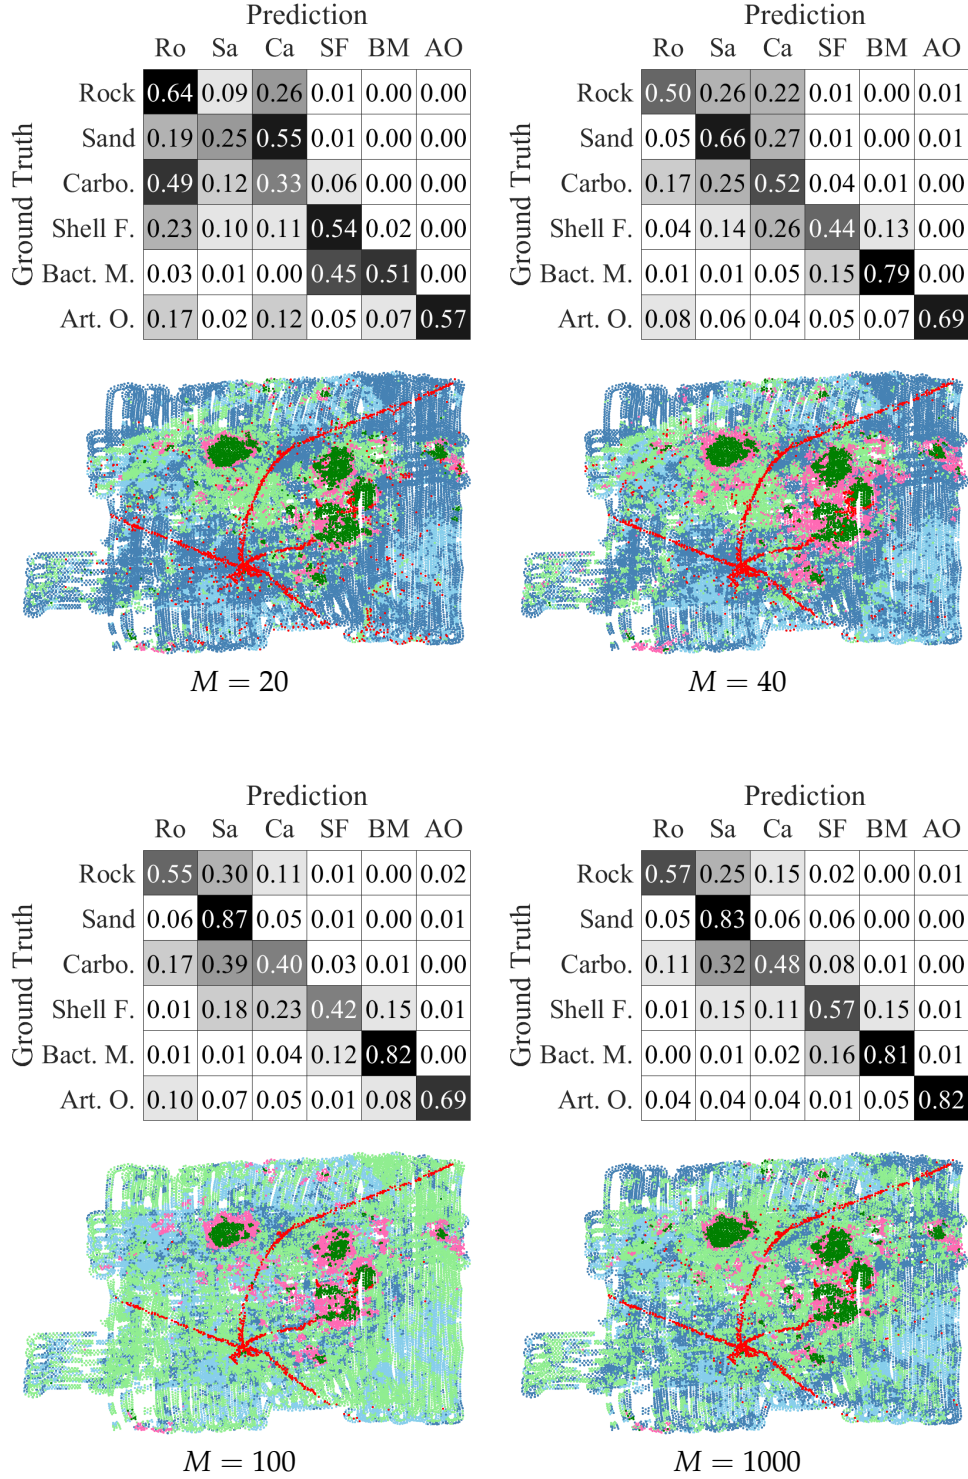 Prediction
Ro Sa Ca SF BM AO
Ground Truth
Rock 0.64 0.09 0.26 0.01 0.00 0.00
Sand 0.19 0.25 0.55 0.01 0.00 0.00
Carbo. 0.49 0.12 0.33 0.06 0.00 0.00
Shell F. 0.23 0.10 0.11 0.54 0.02 0.00
Bact. M. 0.03 0.01 0.00 0.45 0.51 0.00
Art. O. 0.17 0.02 0.12 0.05 0.07 0.57
M = 20
Prediction
Ro Sa Ca SF BM AO
Ground Truth
Rock 0.50 0.26 0.22 0.01 0.00 0.01
Sand 0.05 0.66 0.27 0.01 0.00 0.01
Carbo. 0.17 0.25 0.52 0.04 0.01 0.00
Shell F. 0.04 0.14 0.26 0.44 0.13 0.00
Bact. M. 0.01 0.01 0.05 0.15 0.79 0.00
Art. O. 0.08 0.06 0.04 0.05 0.07 0.69
M = 40
Prediction
Ro Sa Ca SF BM AO
Ground Truth
Rock 0.55 0.30 0.11 0.01 0.00 0.02
Sand 0.06 0.87 0.05 0.01 0.00 0.01
Carbo. 0.17 0.39 0.40 0.03 0.01 0.00
Shell F. 0.01 0.18 0.23 0.42 0.15 0.01
Bact. M. 0.01 0.01 0.04 0.12 0.82 0.00
Art. O. 0.10 0.07 0.05 0.01 0.08 0.69
M = 100
Prediction
Ro Sa Ca SF BM AO
Ground Truth
Rock 0.57 0.25 0.15 0.02 0.00 0.01
Sand 0.05 0.83 0.06 0.06 0.00 0.00
Carbo. 0.11 0.32 0.48 0.08 0.01 0.00
Shell F. 0.01 0.15 0.11 0.57 0.15 0.01
Bact. M. 0.00 0.01 0.02 0.16 0.81 0.01
Art. O. 0.04 0.04 0.04 0.01 0.05 0.82
M = 1000